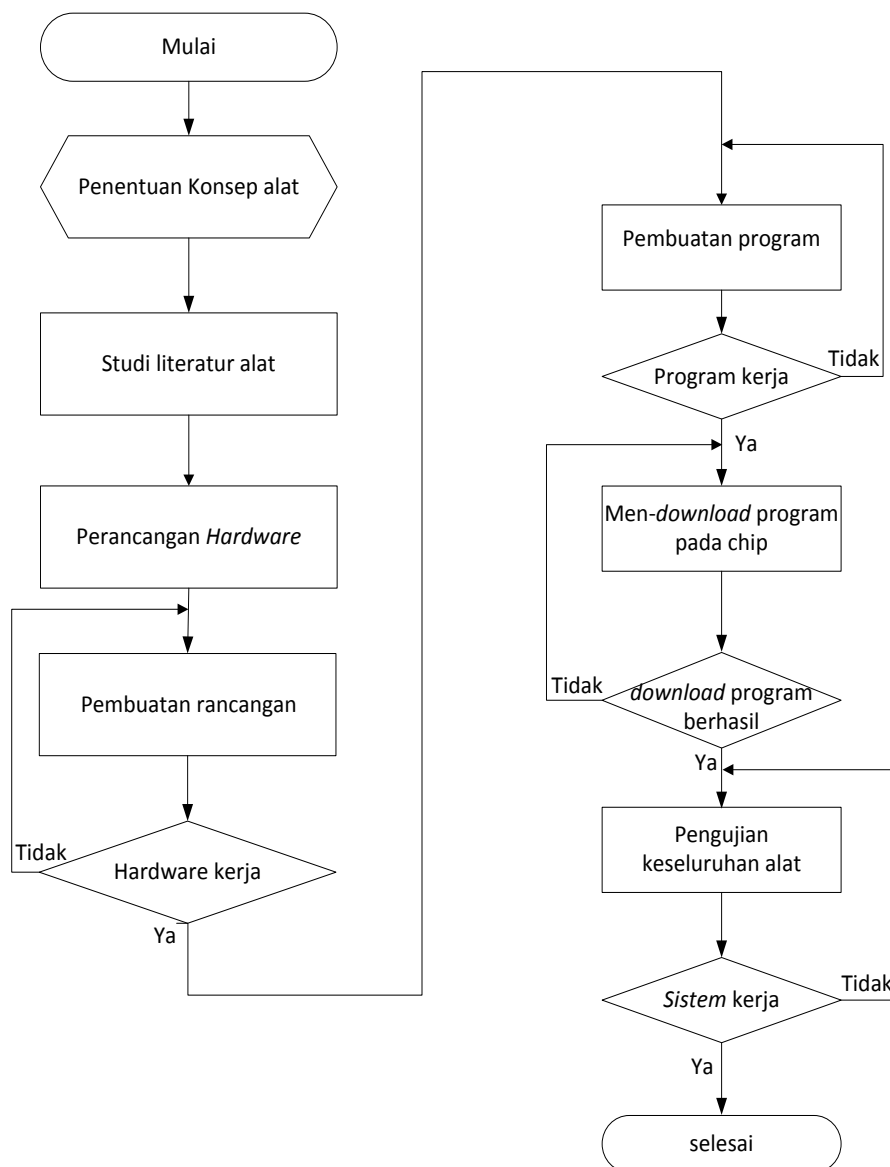 Mulai
Penentuan Konsep alat
Studi literatur alat
Perancangan Hardware
Pembuatan rancangan
Tidak
Hardware kerja
Ya
Pembuatan program
Tidak
Program kerja
Ya
Men-download program
pada chip
Tidak
download program
berhasil
Ya
Pengujian
keseluruhan alat
Tidak
Sistem kerja
Ya
selesai